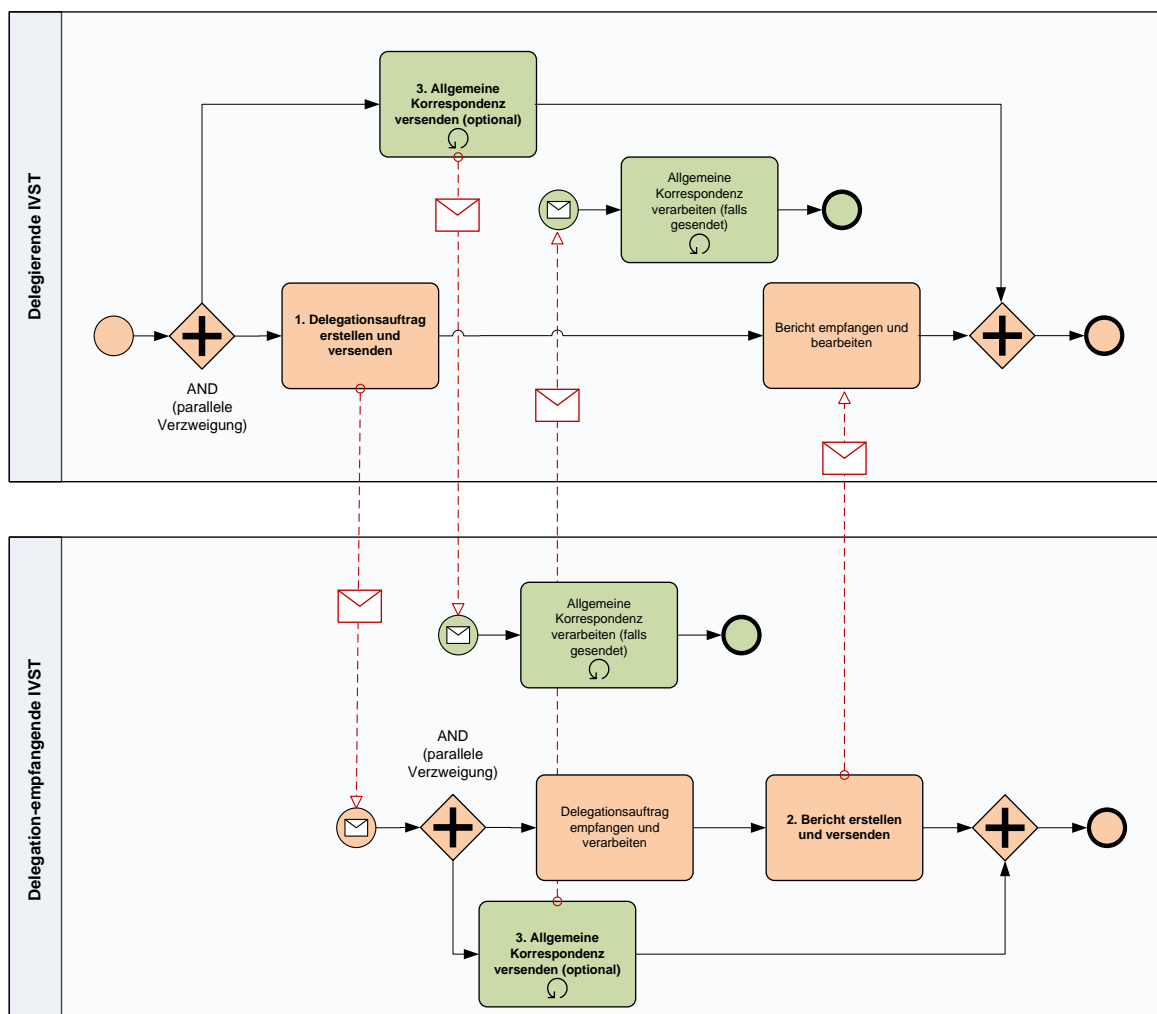 Delegierende IVST
3. Allgemeine
Korrespondenz
versenden (optional)
Allgemeine
Korrespondenz
verarbeiten (falls
gesendet)
1. Delegationsauftrag
erstellen und
versenden
Bericht empfangen und
bearbeiten
AND
(parallele
Verzweigung)
Delegation-empfangende IVST
Allgemeine
Korrespondenz
verarbeiten (falls
gesendet)
AND
(parallele
Verzweigung)
Delegationsauftrag
empfangen und
verarbeiten
2. Bericht erstellen
und versenden
3. Allgemeine
Korrespondenz
versenden (optional)